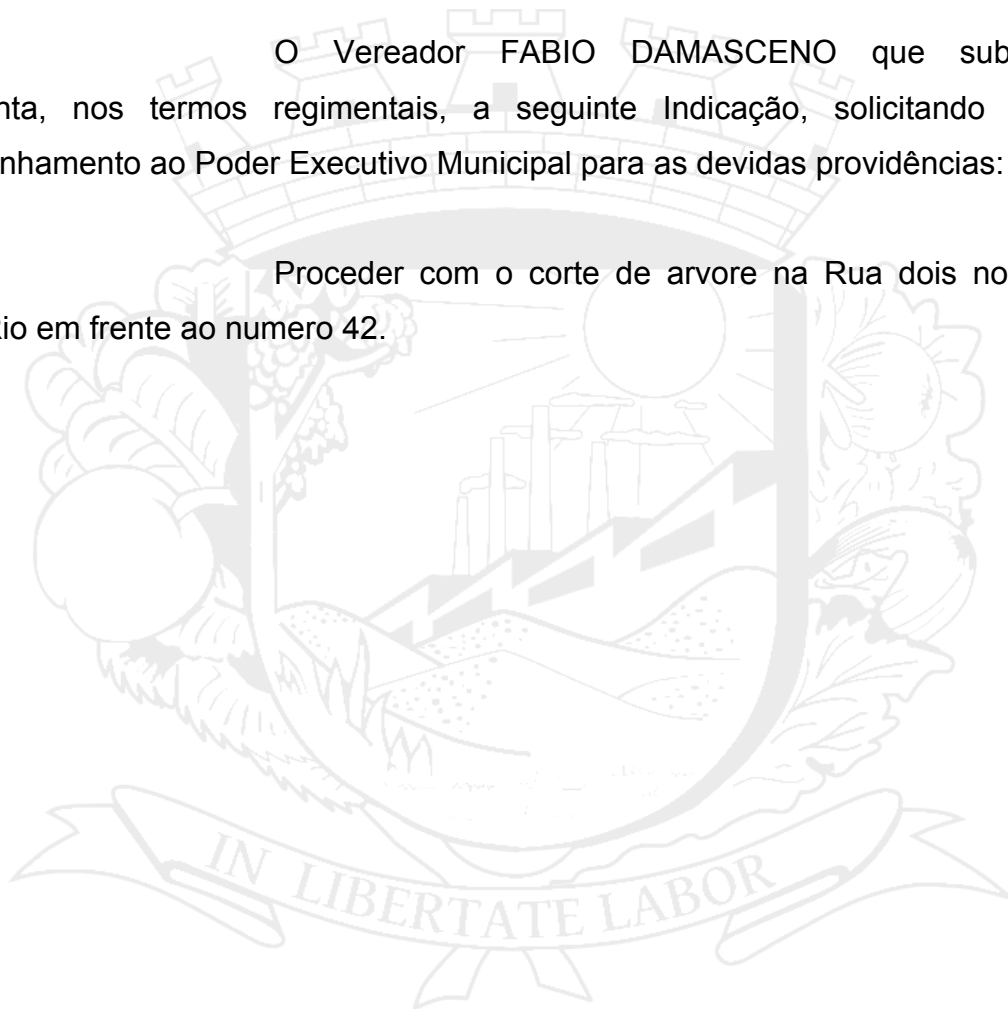 O Vereador FABIO DAMASCENO que sub
nta, nos termos regimentais, a seguinte Indicação, solicitando
nhamento ao Poder Executivo Municipal para as devidas providências:
Proceder com o corte de arvore na Rua dois no
io em frente ao numero 42.
IN LIBERTATE LABOR